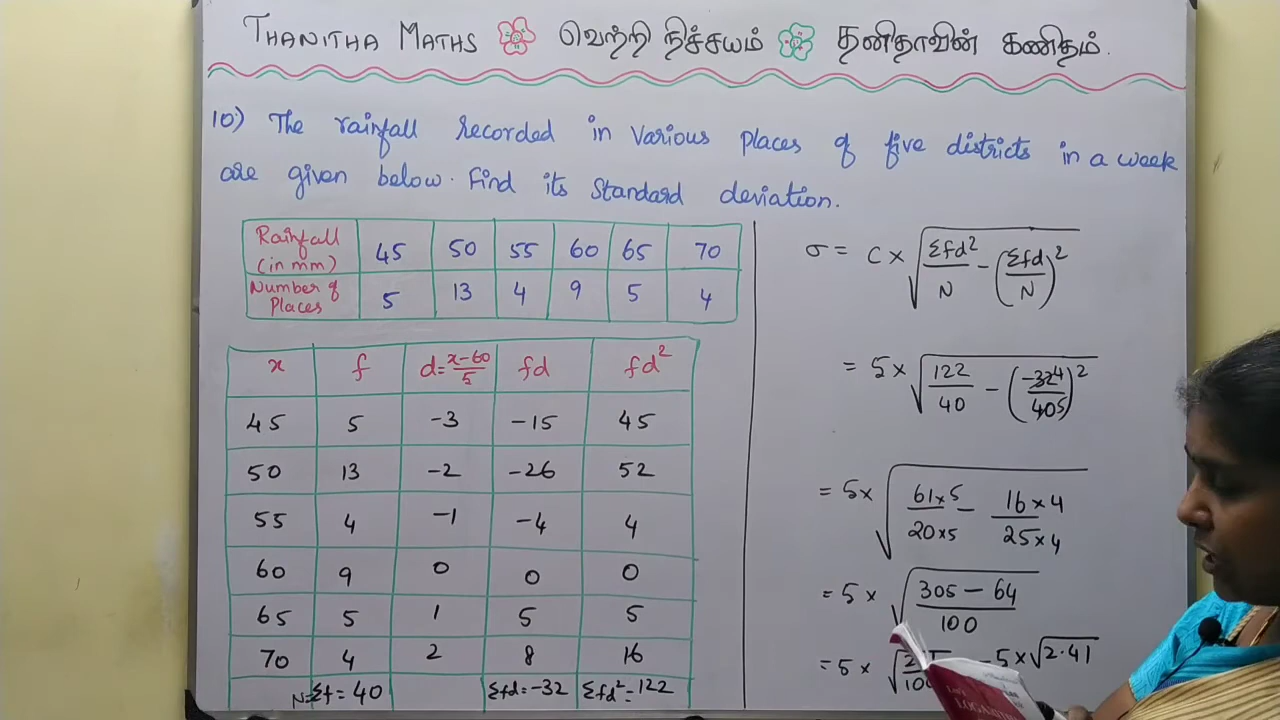 THANITHA MATHS வெற்றி நிச்சயம் தனிதாவின் கணிதம்.
10) The rainfall recorded in various places of five districts in a week
are given below. Find its standard deviation.
Rainfall (in mm) 45 50 55 60 65 70
Number of Places 5 13 4 9 5 4
x f d=x-60/5 fd fd²
45 5 -3 -15 45
50 13 -2 -26 52
55 4 -1 -4 4
60 9 0 0 0
65 5 1 5 5
70 4 2 8 16
N=Σf=40 Σfd=-32 Σfd²=122
σ = C × √(Σfd²/N - (Σfd/N)²)
= 5 × √(122/40 - (-32 4/40 5)²)
= 5× √(61×5/20×5 - 16×4/25×4)
= 5 × √(305-64/100)
= 5 × 5×√2.41